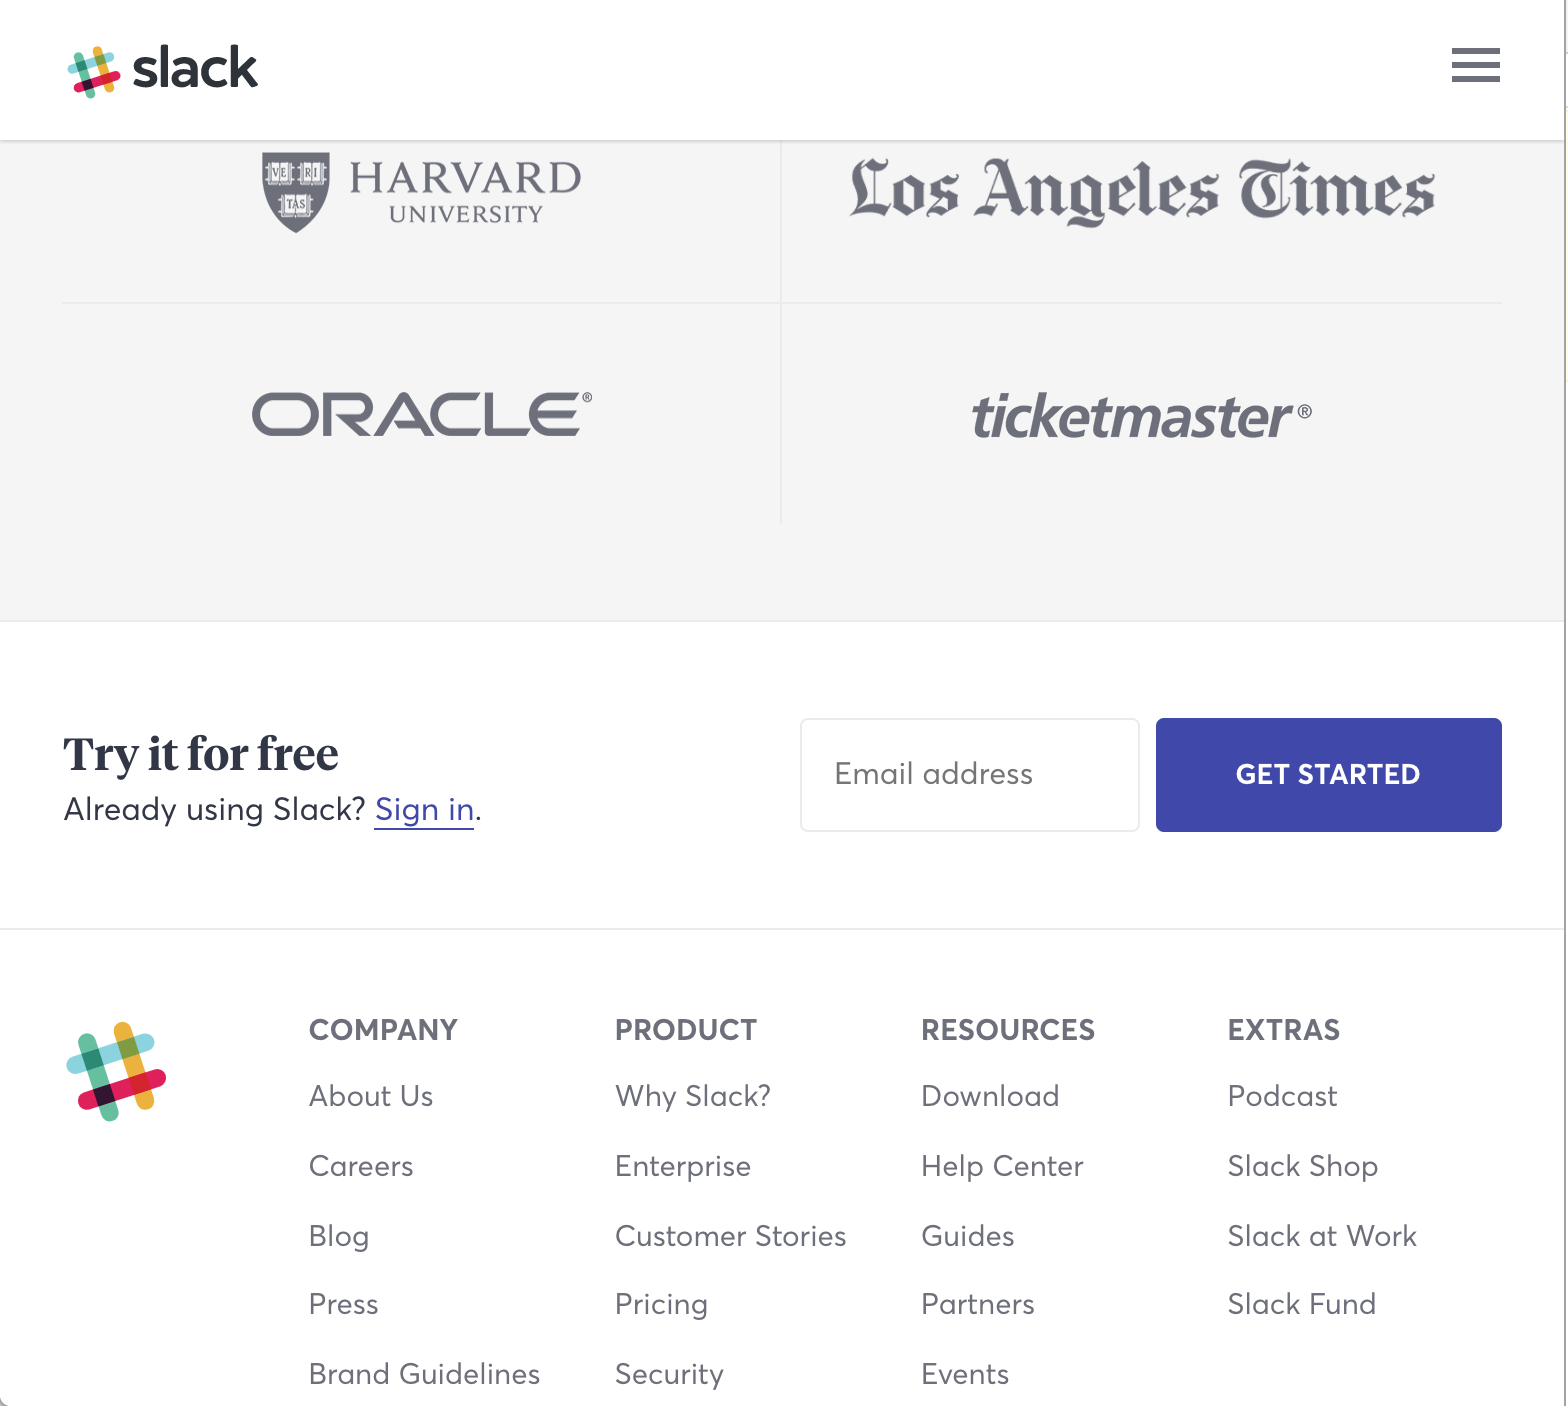 slack
VE RI
TAS
HARVARD
UNIVERSITY
Los Angeles Times
ORACLE®
ticketmaster®
Try it for free
Already using Slack? Sign in.
Email address
GET STARTED
COMPANY
About Us
Careers
Blog
Press
Brand Guidelines
PRODUCT
Why Slack?
Enterprise
Customer Stories
Pricing
Security
RESOURCES
Download
Help Center
Guides
Partners
Events
EXTRAS
Podcast
Slack Shop
Slack at Work
Slack Fund